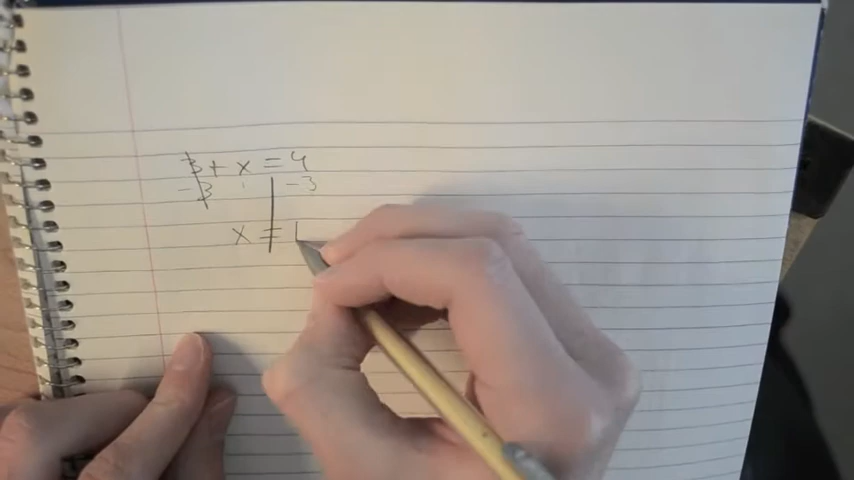 3 + x = 4
- 3 - 3
x = 1